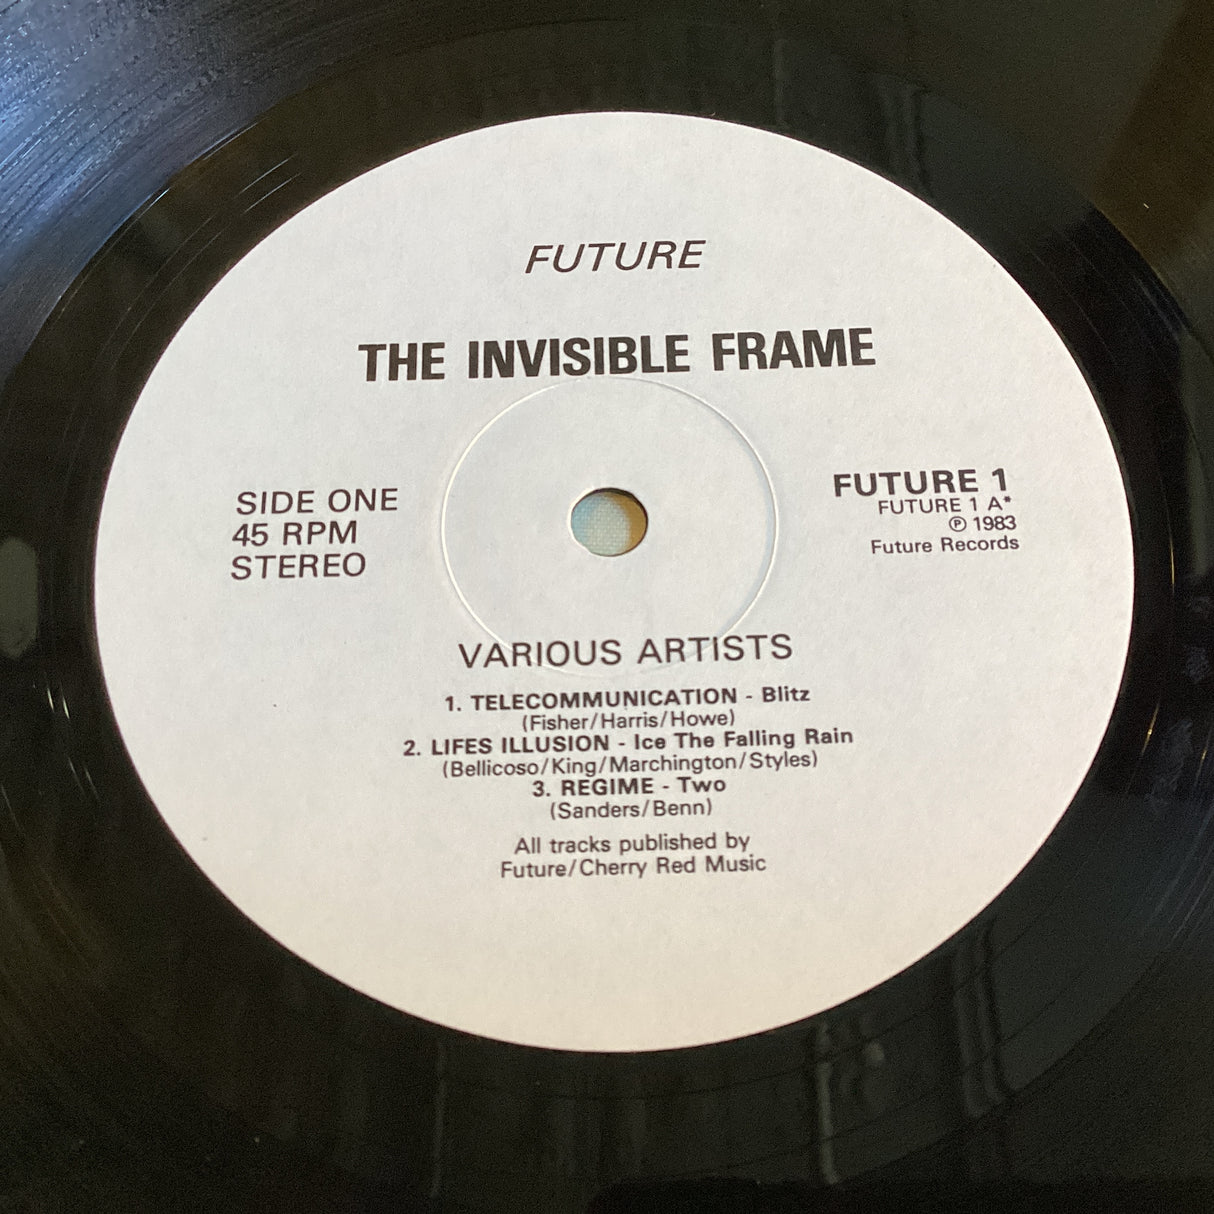 FUTURE
THE INVISIBLE FRAME
SIDE ONE
45 RPM
STEREO
FUTURE 1
FUTURE 1 A*
℗ 1983
Future Records
VARIOUS ARTISTS
1. TELECOMMUNICATION - Blitz
(Fisher/Harris/Howe)
2. LIFES ILLUSION - Ice The Falling Rain
(Bellicoso/King/Marchington/Styles)
3. REGIME - Two
(Sanders/Benn)
All tracks published by
Future/Cherry Red Music